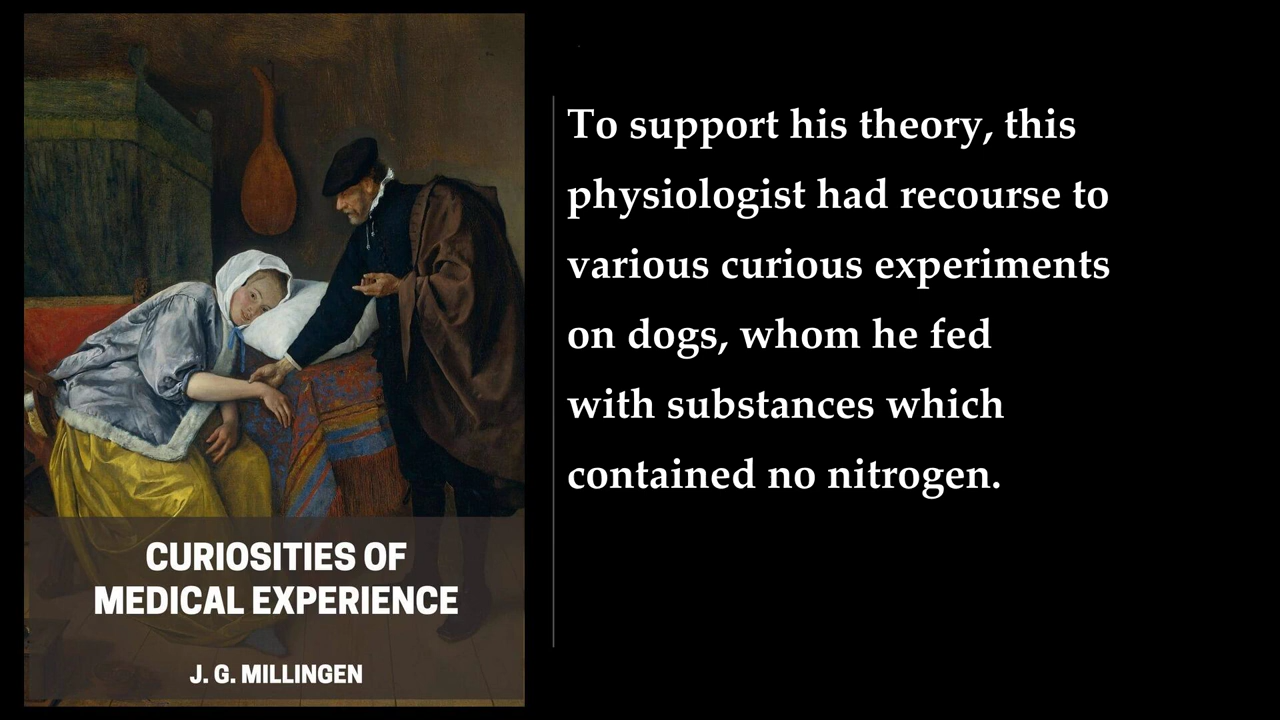 CURIOSITIES OF
MEDICAL EXPERIENCE
J. G. MILLINGEN
To support his theory, this
physiologist had recourse to
various curious experiments
on dogs, whom he fed
with substances which
contained no nitrogen.